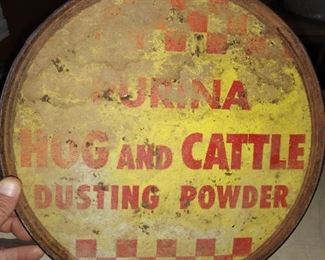 PURINA
HOG AND CATTLE
DUSTING POWDER